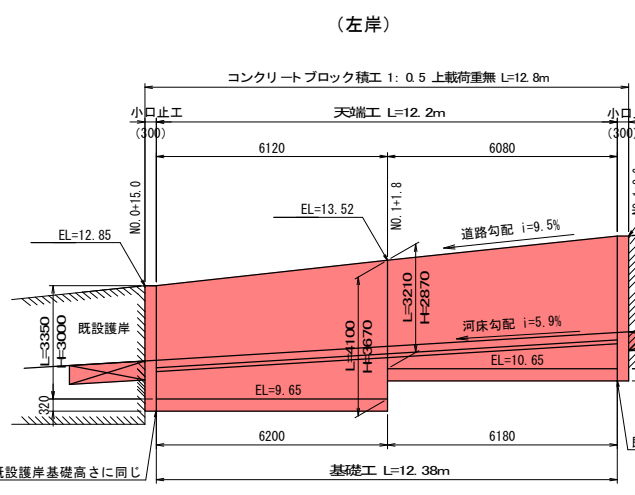 (左岸)
コンクリートブロック積工 1:0.5 上載荷重無 L=12.8m
小口止工
天端工 L=12.2m
小口
(300)
(300)
6120
6080
NO.0+15.0
NO.1+1.8
EL=12.85
EL=13.52
道路勾配 i=9.5%
L=3350
H=3000
既設護岸
L=4100
H=3670
L=3210
H=2870
河床勾配 i=5.9%
EL=10.65
EL=9.65
320
6200
6180
既設護岸基礎高さに同じ
基礎工 L=12.38m